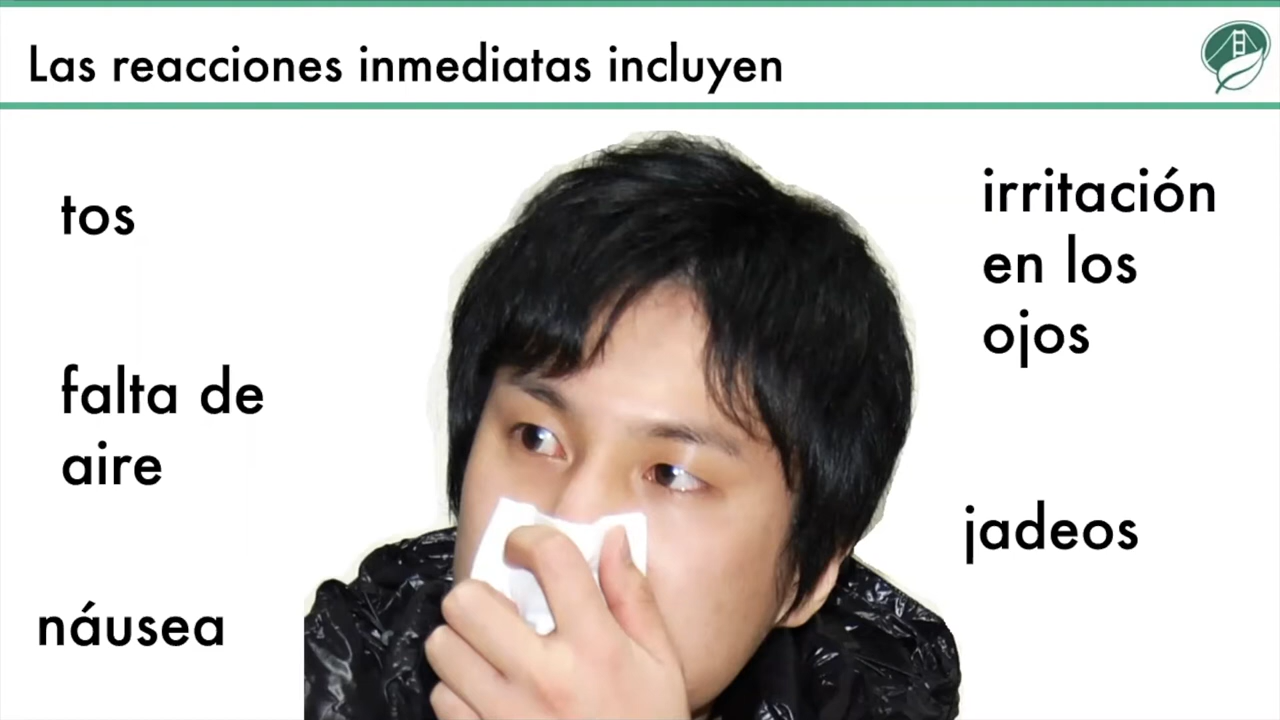 Las reacciones inmediatas incluyen
tos
falta de
aire
náusea
irritación
en los
ojos
jadeos